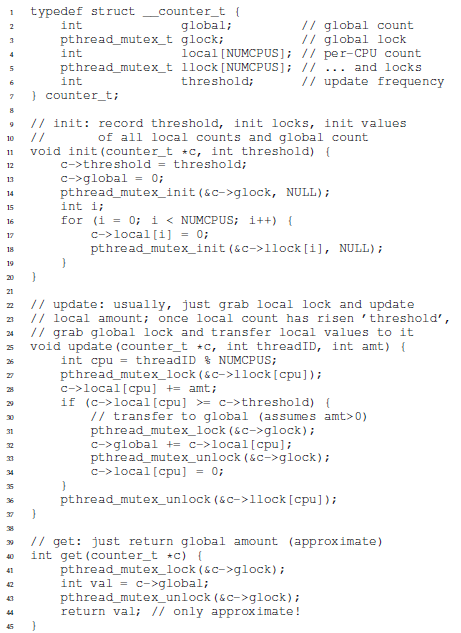 1 typedef struct __counter_t {
2 int global; // global count
3 pthread_mutex_t glock; // global lock
4 int local[NUMCPUS]; // per-CPU count
5 pthread_mutex_t llock[NUMCPUS]; // ... and locks
6 int threshold; // update frequency
7 } counter_t;
8
9 // init: record threshold, init locks, init values
10 // of all local counts and global count
11 void init(counter_t *c, int threshold) {
12 c->threshold = threshold;
13 c->global = 0;
14 pthread_mutex_init(&c->glock, NULL);
15 int i;
16 for (i = 0; i < NUMCPUS; i++) {
17 c->local[i] = 0;
18 pthread_mutex_init(&c->llock[i], NULL);
19 }
20 }
21
22 // update: usually, just grab local lock and update
23 // local amount; once local count has risen 'threshold',
24 // grab global lock and transfer local values to it
25 void update(counter_t *c, int threadID, int amt) {
26 int cpu = threadID % NUMCPUS;
27 pthread_mutex_lock(&c->llock[cpu]);
28 c->local[cpu] += amt;
29 if (c->local[cpu] >= c->threshold) {
30 // transfer to global (assumes amt>0)
31 pthread_mutex_lock(&c->glock);
32 c->global += c->local[cpu];
33 pthread_mutex_unlock(&c->glock);
34 c->local[cpu] = 0;
35 }
36 pthread_mutex_unlock(&c->llock[cpu]);
37 }
38
39 // get: just return global amount (approximate)
40 int get(counter_t *c) {
41 pthread_mutex_lock(&c->glock);
42 int val = c->global;
43 pthread_mutex_unlock(&c->glock);
44 return val; // only approximate!
45 }